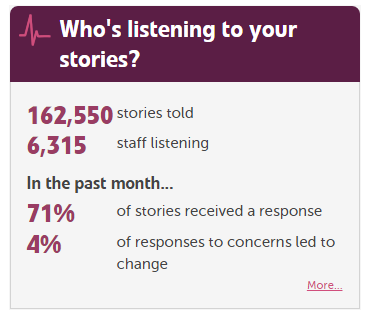 Who's listening to your
stories?
162,550 stories told
6,315 staff listening
In the past month...
71% of stories received a response
4% of responses to concerns led to
change
More...